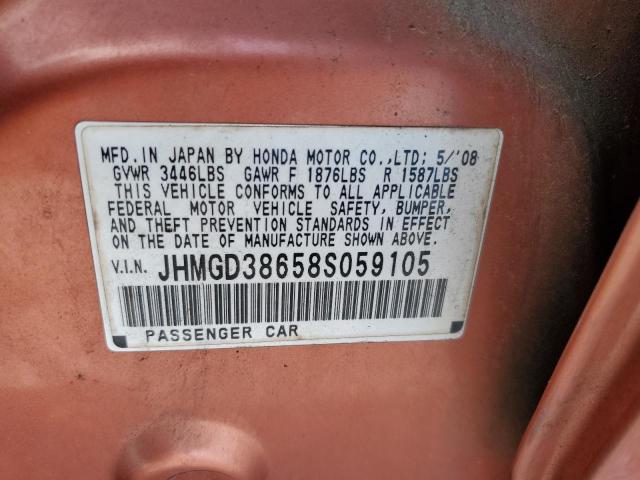 MFD. IN JAPAN BY HONDA MOTOR CO.,LTD; 5/'08
GVWR 3446LBS GAWR F 1876LBS R 1587LBS
THIS VEHICLE CONFORMS TO ALL APPLICABLE
FEDERAL MOTOR VEHICLE SAFETY, BUMPER,
AND THEFT PREVENTION STANDARDS IN EFFECT
ON THE DATE OF MANUFACTURE SHOWN ABOVE.
V.I.N. JHMGD38658S059105
PASSENGER CAR